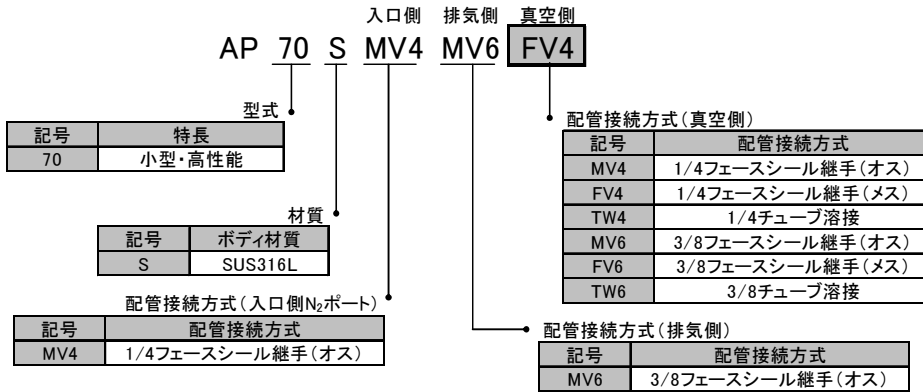 入口側 排気側 真空側
AP 70 S MV4 MV6 FV4
型式
記号 特長
70 小型・高性能
材質
記号 ボディ材質
S SUS316L
配管接続方式(入口側N₂ポート)
記号 配管接続方式
MV4 1/4フェースシール継手(オス)
配管接続方式(真空側)
記号 配管接続方式
MV4 1/4フェースシール継手(オス)
FV4 1/4フェースシール継手(メス)
TW4 1/4チューブ溶接
MV6 3/8フェースシール継手(オス)
FV6 3/8フェースシール継手(メス)
TW6 3/8チューブ溶接
配管接続方式(排気側)
記号 配管接続方式
MV6 3/8フェースシール継手(オス)